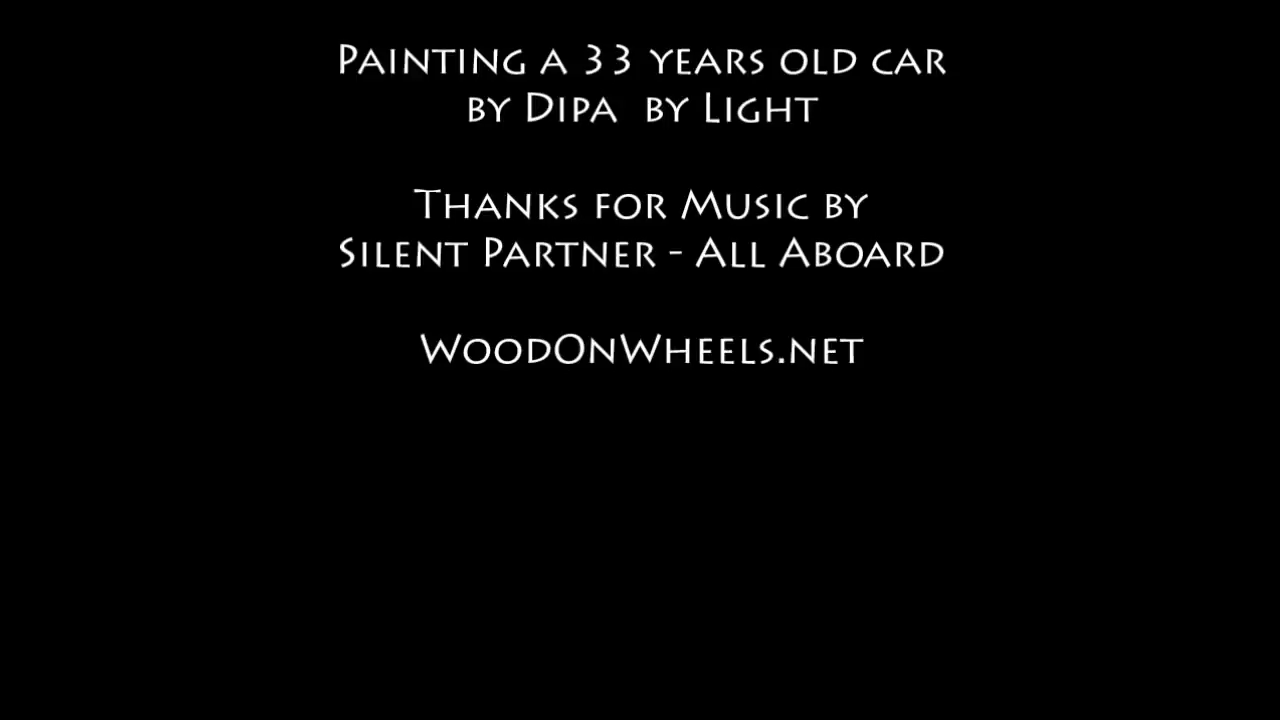 Painting a 33 years old car
by Dipa  by Light
Thanks for Music by
Silent Partner - All Aboard
WoodOnWheels.net